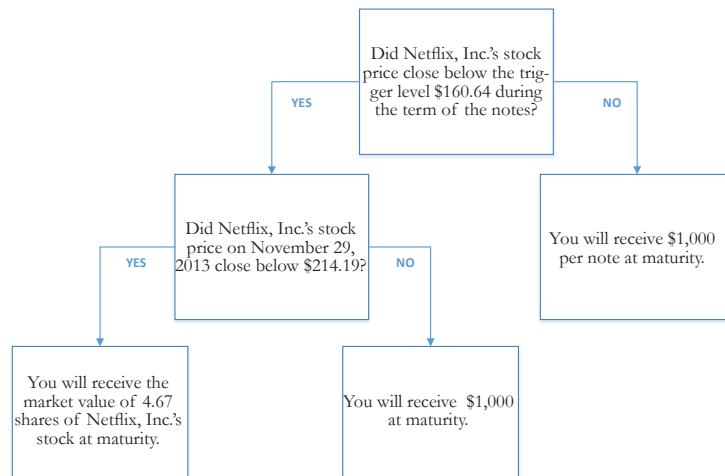 Did Netflix, Inc.'s stock
price close below the trig-
ger level $160.64 during
the term of the notes?
YES
NO
Did Netflix, Inc.'s stock
price on November 29,
2013 close below $214.19?
You will receive $1,000
per note at maturity.
YES
NO
You will receive the
market value of 4.67
shares of Netflix, Inc.'s
stock at maturity.
You will receive $1,000
at maturity.